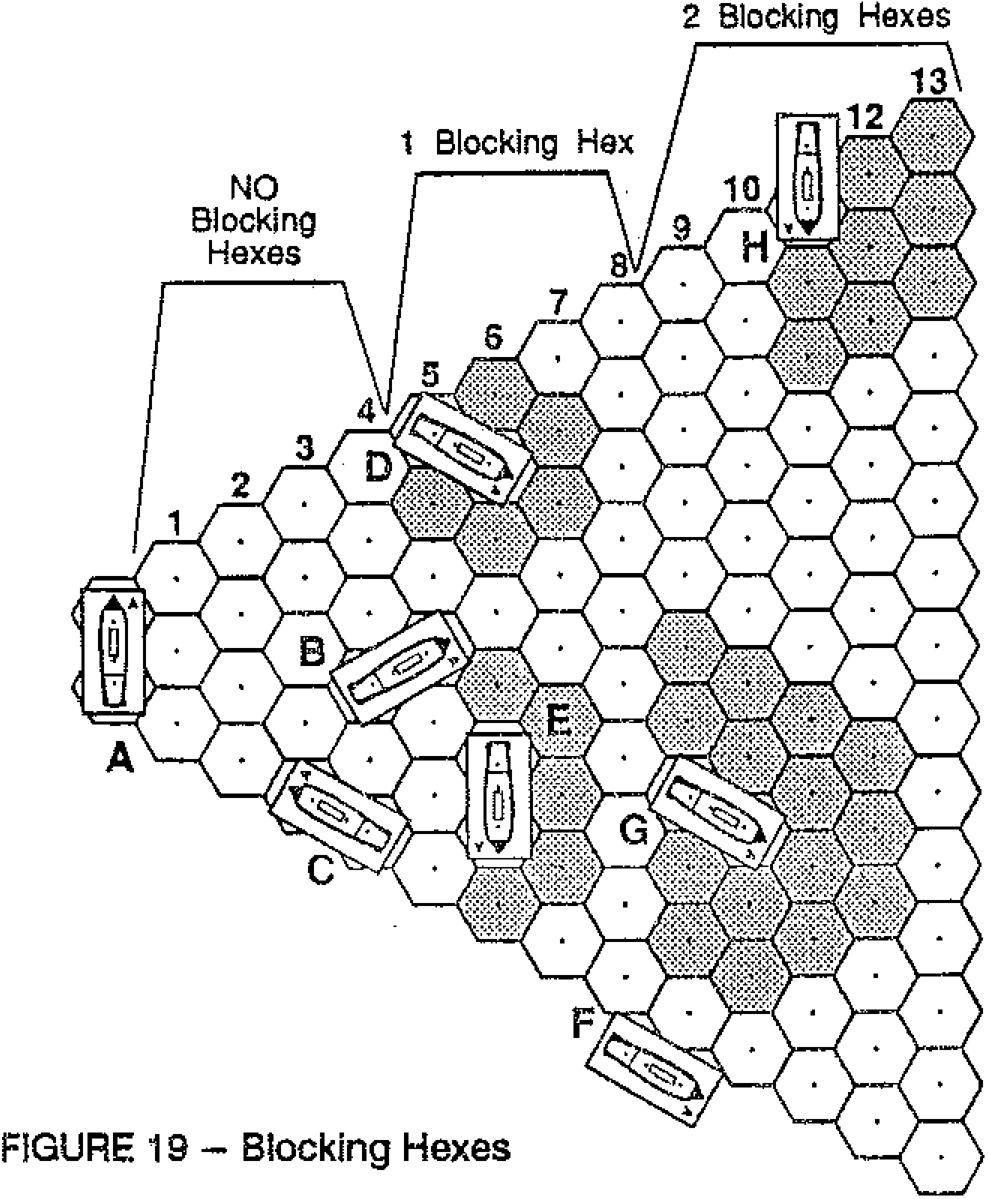 2 Blocking Hexes
13
12
1 Blocking Hex
10
NO
Blocking
Hexes
9
H
8
7
6
5
4
D
3
2
1
B
E
A
G
C
F
FIGURE 19 – Blocking Hexes